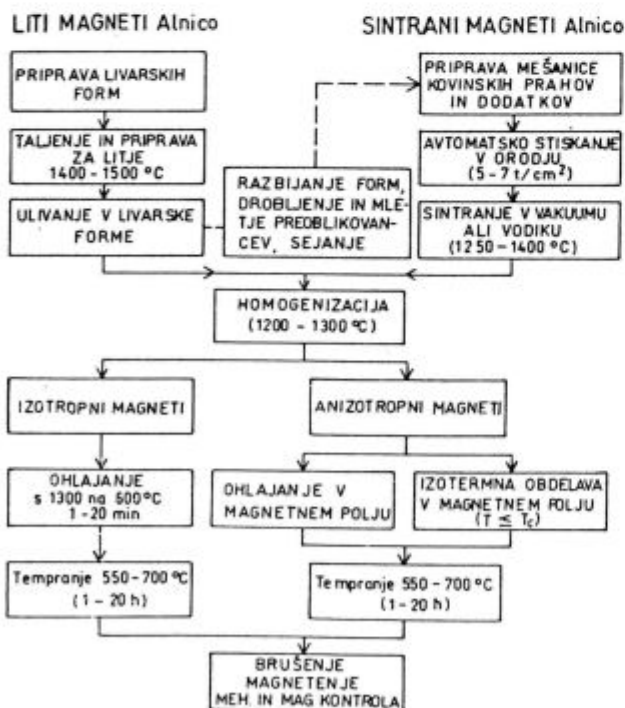 LITI MAGNETI Alnico
SINTRANI MAGNETI Alnico
PRIPRAVA LIVARSKIH
FORM
PRIPRAVA MEŠANICE
KOVINSKIH PRAHOV
IN DODATKOV
TALJENJE IN PRIPRAVA
ZA LITJE
1400-1500 °C
AVTOMATSKO STISKANJE
V ORODJU
(5-7 t/cm²)
RAZBIJANJE FORM,
DROBLJENJE IN MLE-
TJE PREOBLIKOVAN-
CEV, SEJANJE
ULIVANJE V LIVARSKE
FORME
SINTRANJE V VAKUUMU
ALI VODIKU
(1250-1400 °C)
HOMOGENIZACIJA
(1200 - 1300 °C)
IZOTROPNI MAGNETI
ANIZOTROPNI MAGNETI
OHLAJANJE
s 1300 na 600 °C
1-20 min
OHLAJANJE V
MAGNETNEM POLJU
IZOTERMNA OBDELAVA
V MAGNETNEM POLJU
(T ≤ Tc)
Tempranje 550-700 °C
(1-20 h)
Tempranje 550-700 °C
(1-20 h)
BRUŠENJE
MAGNETENJE
MEH. IN MAG KONTROLA